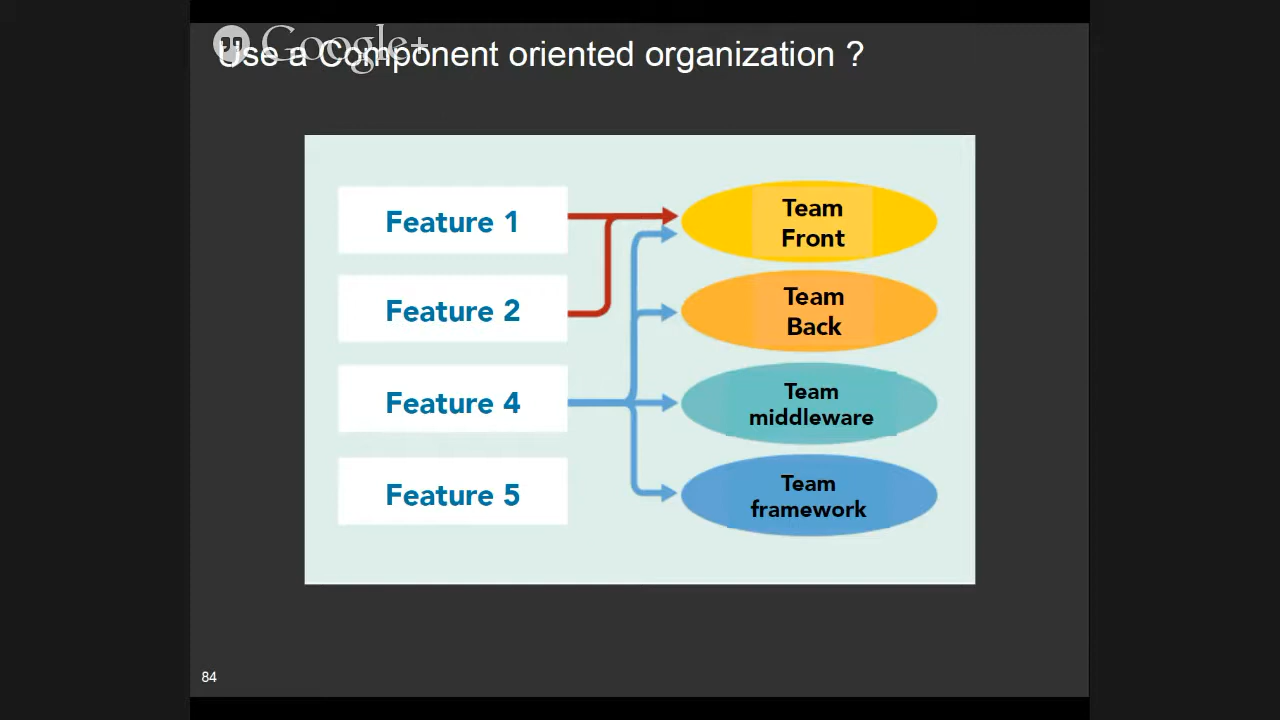 Google+
Use a Component oriented organization ?
Feature 1
Team
Front
Feature 2
Team
Back
Feature 4
Team
middleware
Feature 5
Team
framework
84